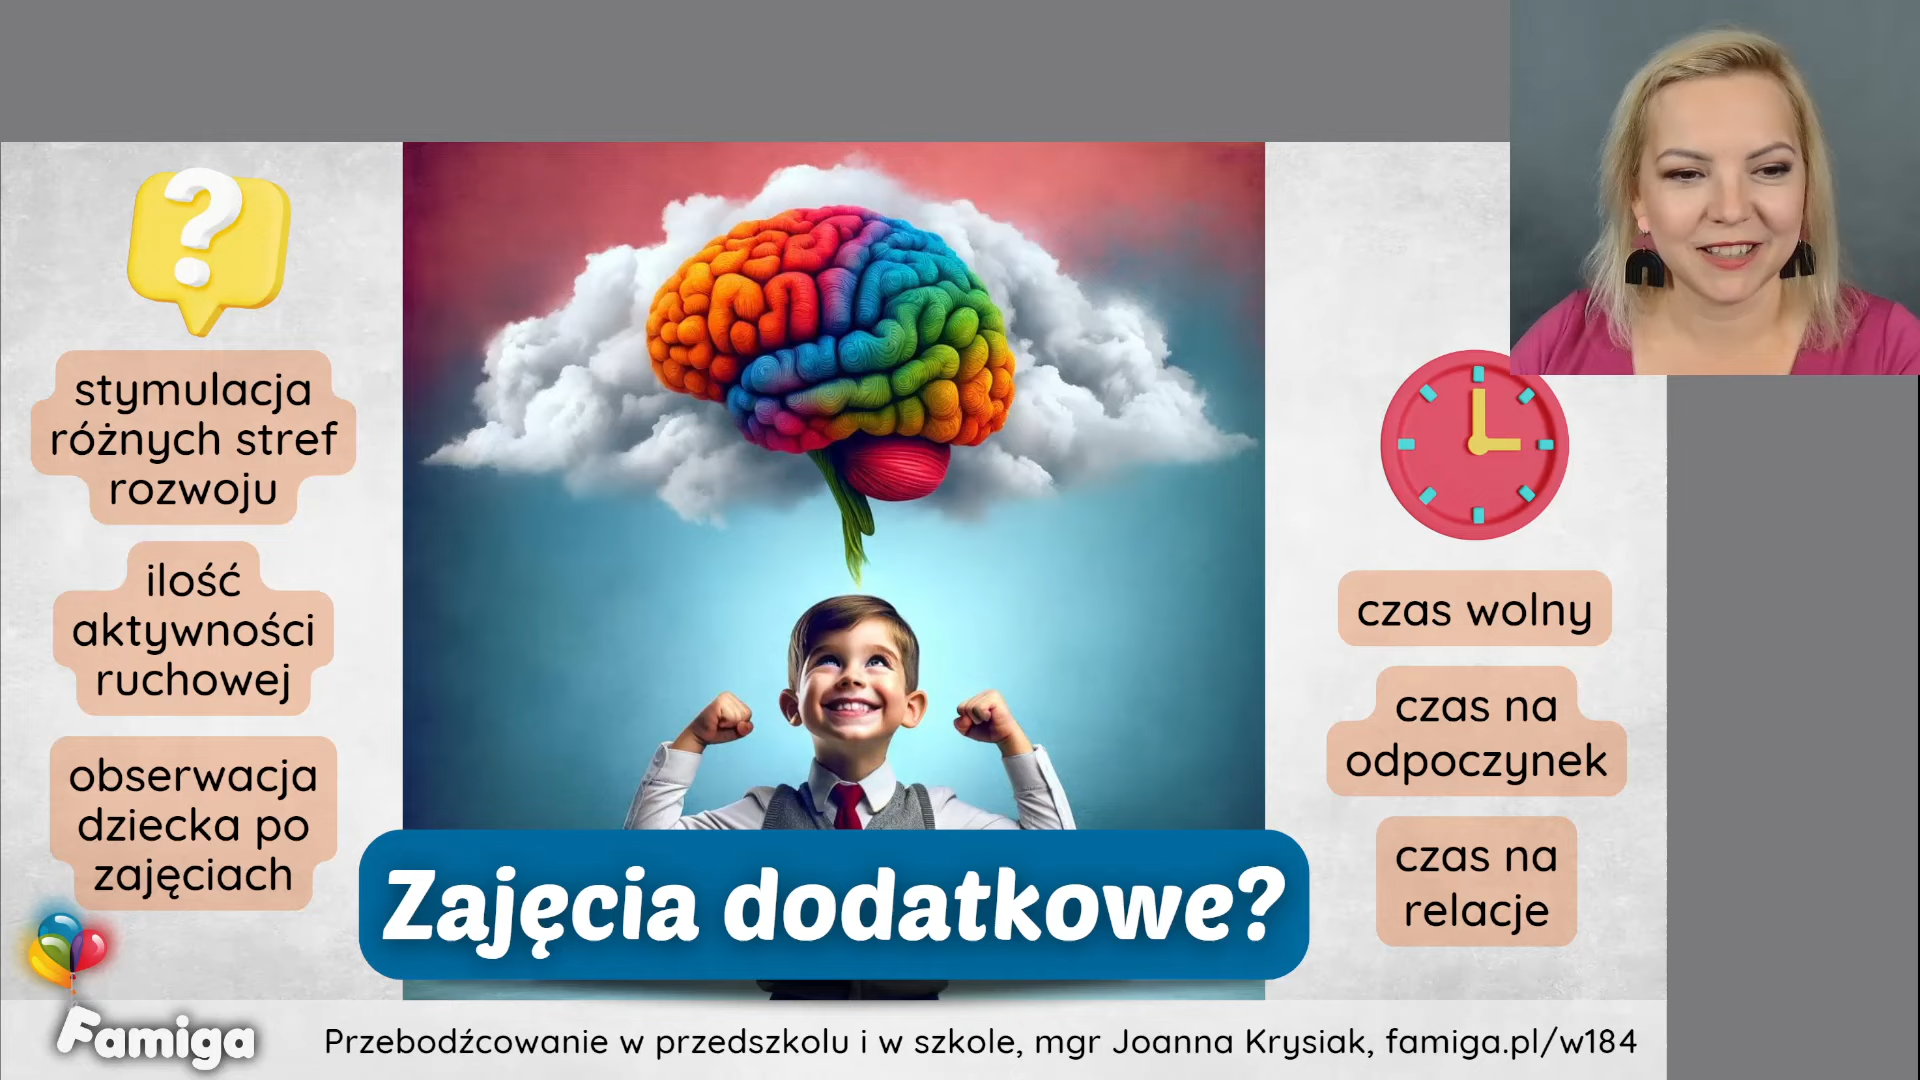 ?
stymulacja
różnych stref
rozwoju
ilość
aktywności
ruchowej
obserwacja
dziecka po
zajęciach
czas wolny
czas na
odpoczynek
czas na
relacje
Zajęcia dodatkowe?
Famiga
Przebodźcowanie w przedszkolu i w szkole, mgr Joanna Krysiak, famiga.pl/w184